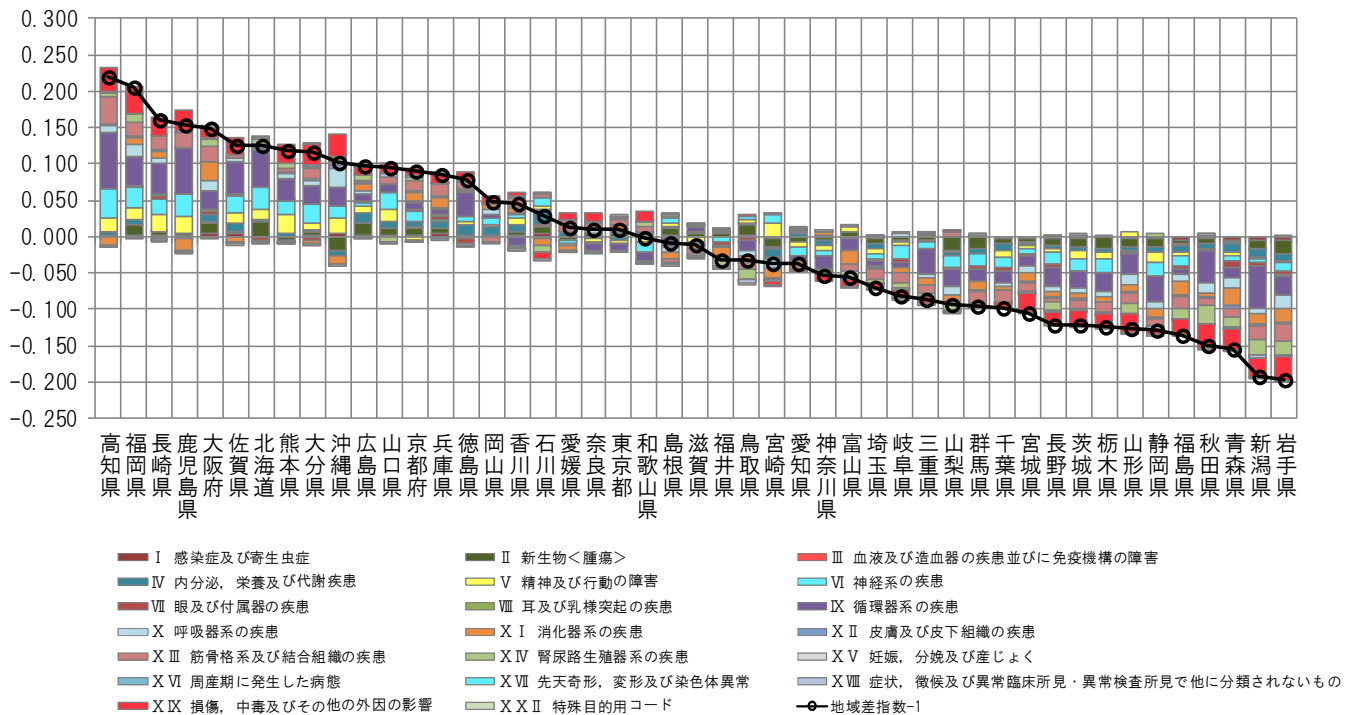 0.300
0.250
0.200
0.150
0.100
0.050
0.000
-0.050
-0.100
-0.150
-0.200
-0.250
高知県
福岡県
長崎県
鹿児島県
大阪府
佐賀県
北海道
熊本県
大分県
沖縄県
広島県
山口県
京都府
兵庫県
徳島県
岡山県
香川県
石川県
愛媛県
奈良県
東京都
和歌山県
島根県
滋賀県
福井県
鳥取県
宮崎県
愛知県
神奈川県
富山県
埼玉県
岐阜県
三重県
山梨県
群馬県
千葉県
宮城県
長野県
茨城県
栃木県
山形県
静岡県
福島県
秋田県
青森県
新潟県
岩手県
Ⅰ 感染症及び寄生虫症
Ⅱ 新生物＜腫瘍＞
Ⅲ 血液及び造血器の疾患並びに免疫機構の障害
Ⅳ 内分泌，栄養及び代謝疾患
Ⅴ 精神及び行動の障害
Ⅵ 神経系の疾患
Ⅶ 眼及び付属器の疾患
Ⅷ 耳及び乳様突起の疾患
Ⅸ 循環器系の疾患
Ⅹ 呼吸器系の疾患
ⅩⅠ 消化器系の疾患
ⅩⅡ 皮膚及び皮下組織の疾患
ⅩⅢ 筋骨格系及び結合組織の疾患
ⅩⅣ 腎尿路生殖器系の疾患
ⅩⅤ 妊娠，分娩及び産じょく
ⅩⅥ 周産期に発生した病態
ⅩⅦ 先天奇形，変形及び染色体異常
ⅩⅧ 症状，徴候及び異常臨床所見・異常検査所見で他に分類されないもの
ⅩⅨ 損傷，中毒及びその他の外因の影響
ⅩⅩⅡ 特殊目的用コード
地域差指数-1